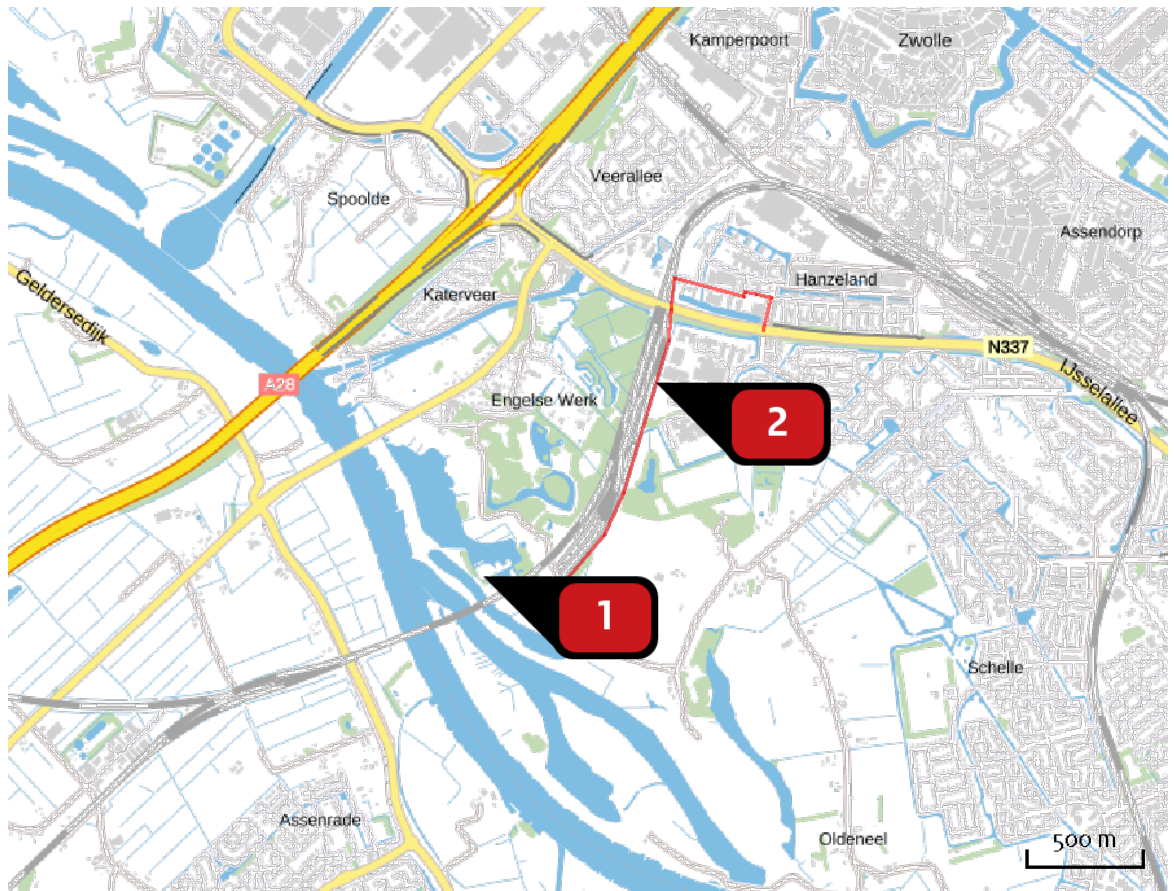 Kamperpoort
Zwolle
Veerallee
Spoolde
Assendorp
Hanzeland
Geldersedijk
Katerveer
N337
IJsselallee
A28
Engelse Werk
2
1
Schelle
Assenrade
Oldeneel
500 m